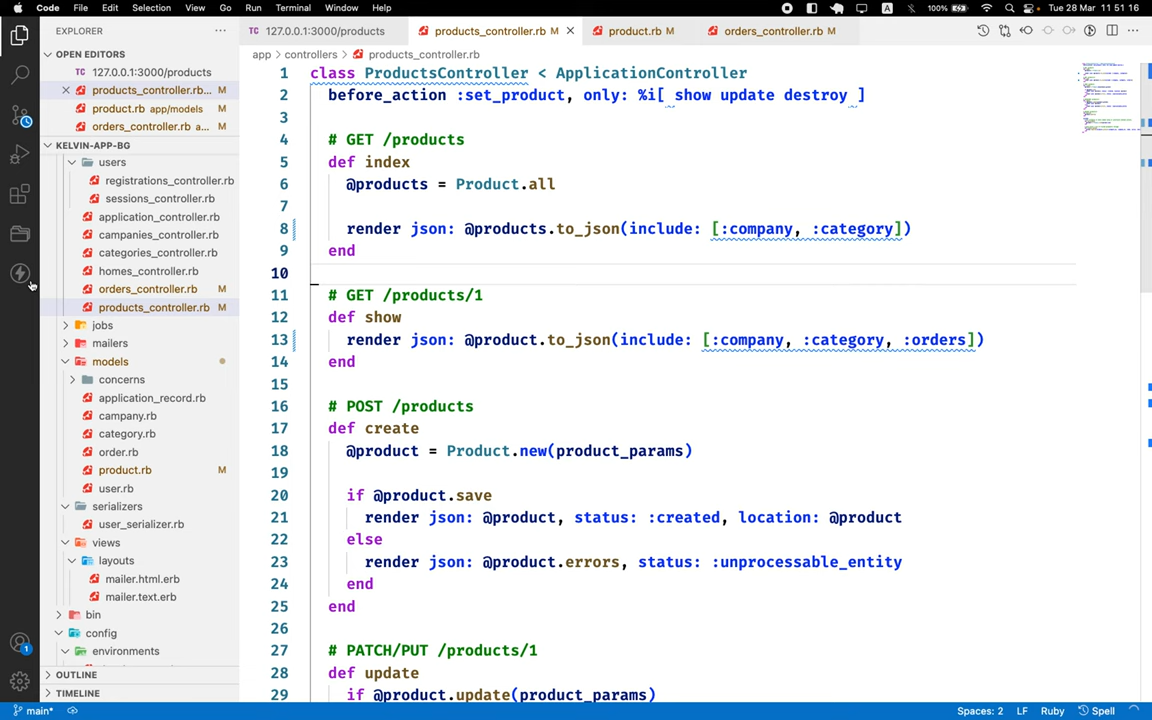 Code File Edit Selection View Go Run Terminal Window Help
A 100% Tue 28 Mar 11 51 16
EXPLORER
OPEN EDITORS
TC 127.0.0.1:3000/products
products_controller.rb... M
product.rb app/models M
orders_controller.rb a... M
KELVIN-APP-BG
users
registrations_controller.rb
sessions_controller.rb
application_controller.rb
campanies_controller.rb
categories_controller.rb
homes_controller.rb
orders_controller.rb M
products_controller.rb M
jobs
mailers
models
concerns
application_record.rb
campany.rb
category.rb
order.rb
product.rb M
user.rb
serializers
user_serializer.rb
views
layouts
mailer.html.erb
mailer.text.erb
bin
config
environments
OUTLINE
TIMELINE
TC 127.0.0.1:3000/products
products_controller.rb M
product.rb M
orders_controller.rb M
app > controllers > products_controller.rb
1 class ProductsController < ApplicationController
2 before_action :set_product, only: %i[ show update destroy ]
3
4 # GET /products
5 def index
6 @products = Product.all
7
8 render json: @products.to_json(include: [:company, :category])
9 end
10
11 # GET /products/1
12 def show
13 render json: @product.to_json(include: [:company, :category, :orders])
14 end
15
16 # POST /products
17 def create
18 @product = Product.new(product_params)
19
20 if @product.save
21 render json: @product, status: :created, location: @product
22 else
23 render json: @product.errors, status: :unprocessable_entity
24 end
25 end
26
27 # PATCH/PUT /products/1
28 def update
29 if @product.update(product_params)
1
main* Spaces: 2 LF Ruby Spell